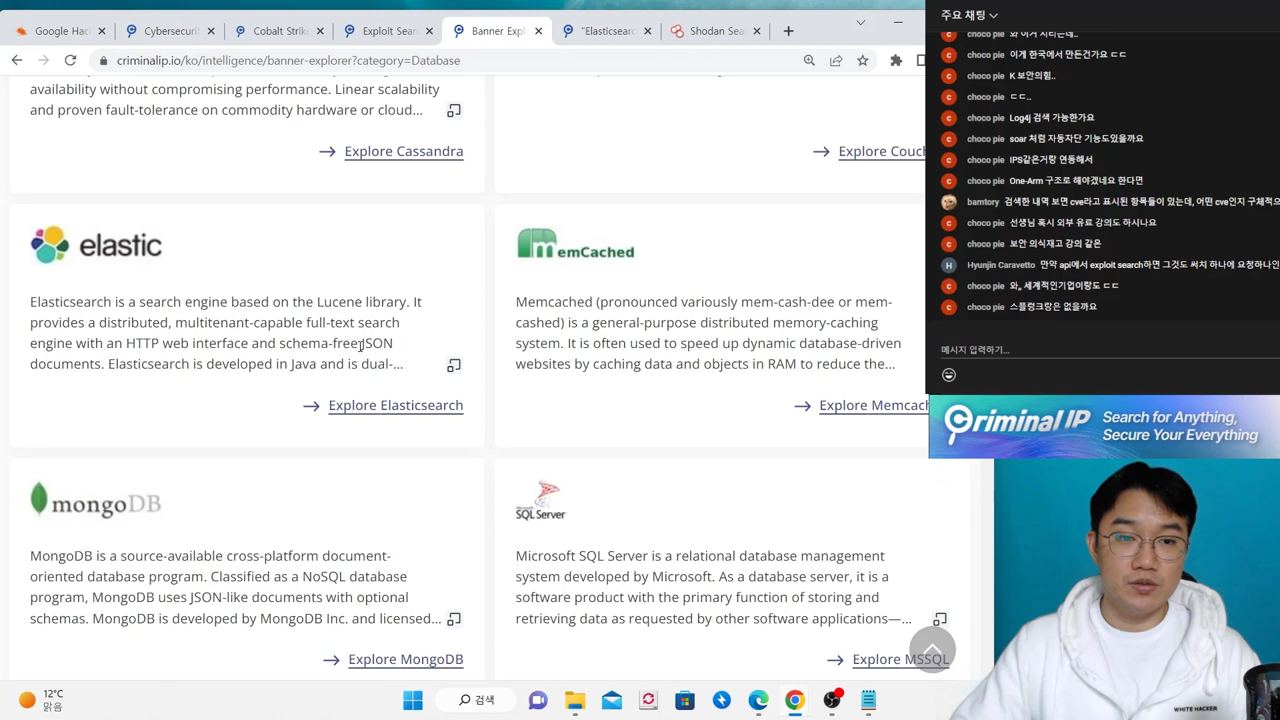 Google Hac
Cybersecuri
Cobalt Strik
Exploit Sear
Banner Expl
"Elasticsear
Shodan Sea
criminalip.io/ko/intelligence/banner-explorer?category=Database
availability without compromising performance. Linear scalability
and proven fault-tolerance on commodity hardware or cloud...
Explore Cassandra
Explore Couch
elastic
Elasticsearch is a search engine based on the Lucene library. It
provides a distributed, multitenant-capable full-text search
engine with an HTTP web interface and schema-free JSON
documents. Elasticsearch is developed in Java and is dual-...
Explore Elasticsearch
MemCached
Memcached (pronounced variously mem-cash-dee or mem-
cashed) is a general-purpose distributed memory-caching
system. It is often used to speed up dynamic database-driven
websites by caching data and objects in RAM to reduce the...
Explore Memcach
mongoDB
MongoDB is a source-available cross-platform document-
oriented database program. Classified as a NoSQL database
program, MongoDB uses JSON-like documents with optional
schemas. MongoDB is developed by MongoDB Inc. and licensed...
Explore MongoDB
Microsoft
SQL Server
Microsoft SQL Server is a relational database management
system developed by Microsoft. As a database server, it is a
software product with the primary function of storing and
retrieving data as requested by other software applications—...
Explore MSSQL
주요 채팅
choco pie 와 이거 지리는데..
choco pie 이게 한국에서 만든건가요 ㄷㄷ
choco pie K 보안의힘..
choco pie ㄷㄷ..
choco pie Log4j 검색 가능한가요
choco pie soar 처럼 자동차단 기능도있을까요
choco pie IPS같은거랑 연동해서
choco pie One-Arm 구조로 해야겠네요 한다면
bamtory 검색한 내역 보면 cve라고 표시된 항목들이 있는데, 어떤 cve인지 구체적으
choco pie 선생님 혹시 외부 유료 강의도 하시나요
choco pie 보안 의식재고 강의 같은
Hyunjin Caravetto 만약 api에서 exploit search하면 그것도 써치 하나에 요청하나인
choco pie 와,, 세계적인기업이랑도 ㄷㄷ
choco pie 스플렁크랑은 없을까요
메시지 입력하기...
Criminal IP
Search for Anything,
Secure Your Everything
WHITE HACKER
12°C
맑음
검색